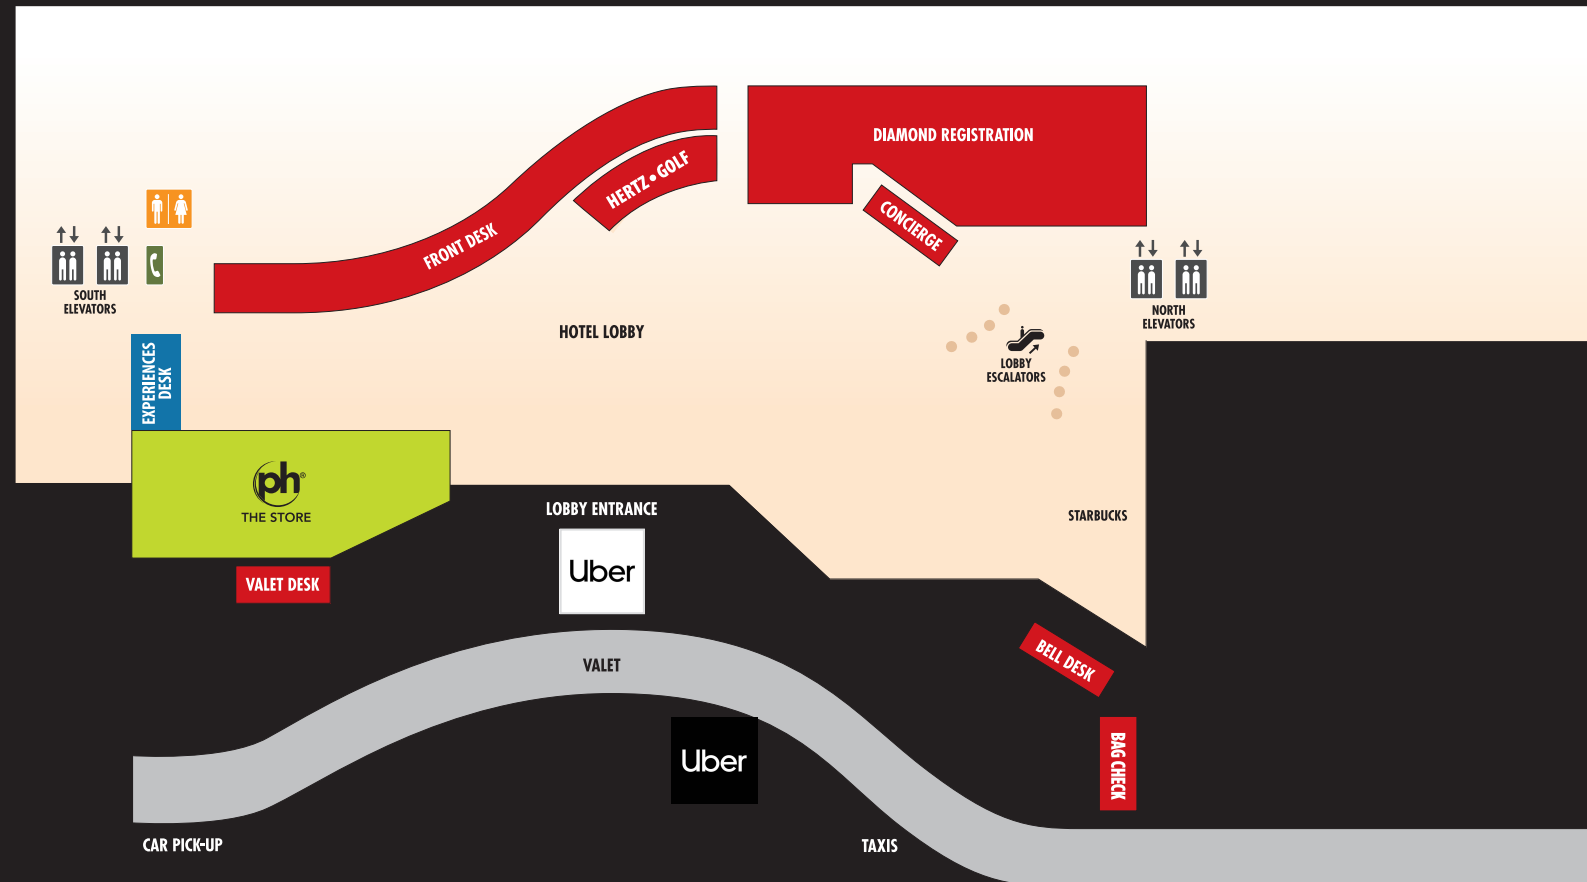 DIAMOND REGISTRATION
HERTZ • GOLF
CONCIERGE
FRONT DESK
SOUTH
ELEVATORS
NORTH
ELEVATORS
HOTEL LOBBY
LOBBY
ESCALATORS
EXPERIENCES
DESK
ph®
THE STORE
LOBBY ENTRANCE
STARBUCKS
Uber
VALET DESK
VALET
BELL DESK
Uber
BAG CHECK
CAR PICK-UP
TAXIS